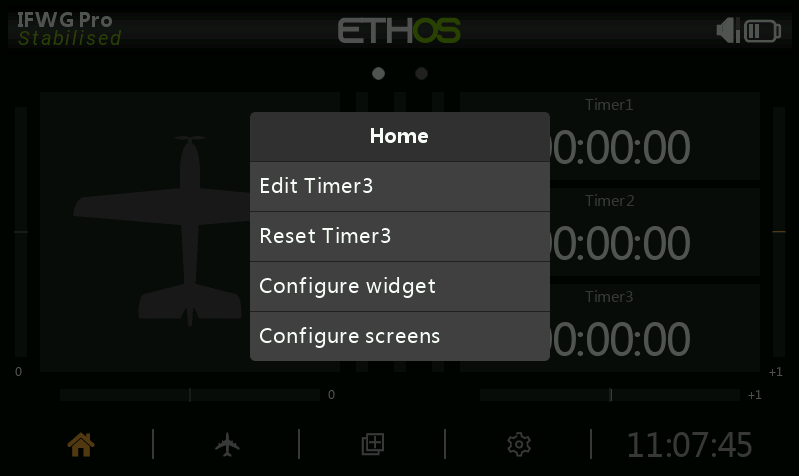 IFWG Pro
Stabilised
ETHOS
Timer1
00:00:00
Timer2
00:00:00
Timer3
00:00:00
Home
Edit Timer3
Reset Timer3
Configure widget
Configure screens
0
+1
0
+1
11:07:45